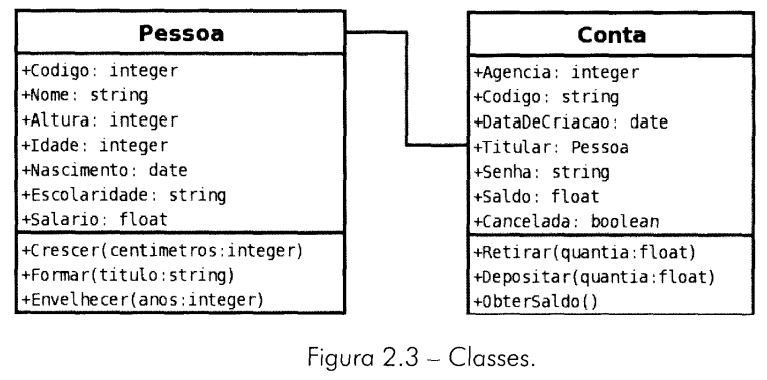 Pessoa
+Codigo: integer
+Nome: string
+Altura: integer
+Idade: integer
+Nascimento: date
+Escolaridade: string
+Salario: float
+Crescer(centimetros:integer)
+Formar(titulo:string)
+Envelhecer(anos:integer)
Conta
+Agencia: integer
+Codigo: string
+DataDeCriacao: date
+Titular: Pessoa
+Senha: string
+Saldo: float
+Cancelada: boolean
+Retirar(quantia:float)
+Depositar(quantia:float)
+ObterSaldo()
Figura 2.3 – Classes.